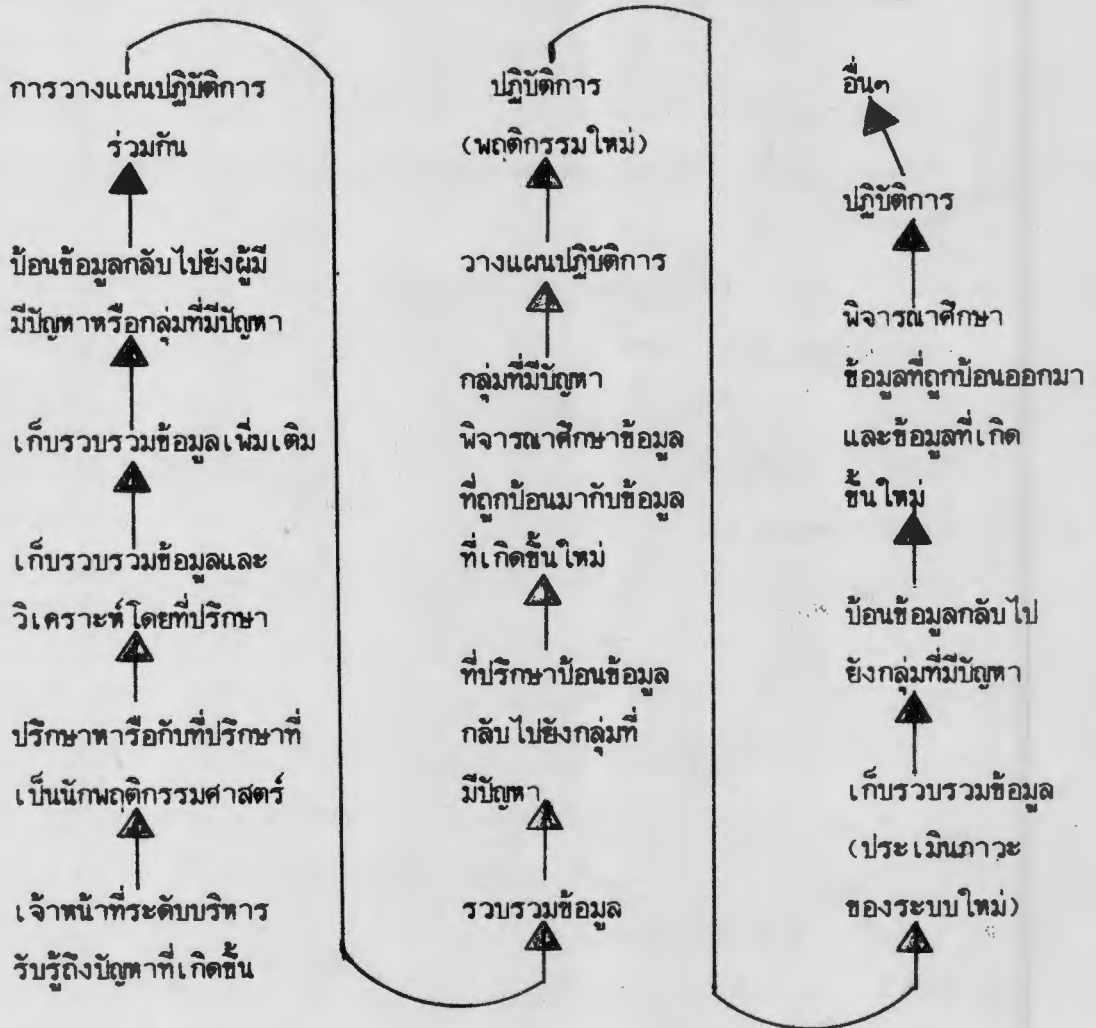 การวางแผนปฏิบัติการ
ร่วมกัน
ป้อนข้อมูลกลับไปยังผู้มี
มีปัญหาหรือกลุ่มที่มีปัญหา
เก็บรวบรวมข้อมูลเพิ่มเติม
เก็บรวบรวมข้อมูลและ
วิเคราะห์โดยที่ปรึกษา
ปรึกษาหารือกับที่ปรึกษาที่
เป็นนักพฤติกรรมศาสตร์
เจ้าหน้าที่ระดับบริหาร
รับรู้ถึงปัญหาที่เกิดขึ้น
ปฏิบัติการ
(พฤติกรรมใหม่)
วางแผนปฏิบัติการ
กลุ่มที่มีปัญหา
พิจารณาศึกษาข้อมูล
ที่ถูกป้อนมากับข้อมูล
ที่เกิดขึ้นใหม่
ที่ปรึกษาป้อนข้อมูล
กลับไปยังกลุ่มที่
มีปัญหา
รวบรวมข้อมูล
อื่นๆ
ปฏิบัติการ
พิจารณาศึกษา
ข้อมูลที่ถูกป้อนออกมา
และข้อมูลที่เกิด
ขึ้นใหม่
ป้อนข้อมูลกลับไป
ยังกลุ่มที่มีปัญหา
เก็บรวบรวมข้อมูล
(ประเมินภาวะ
ของระบบใหม่)